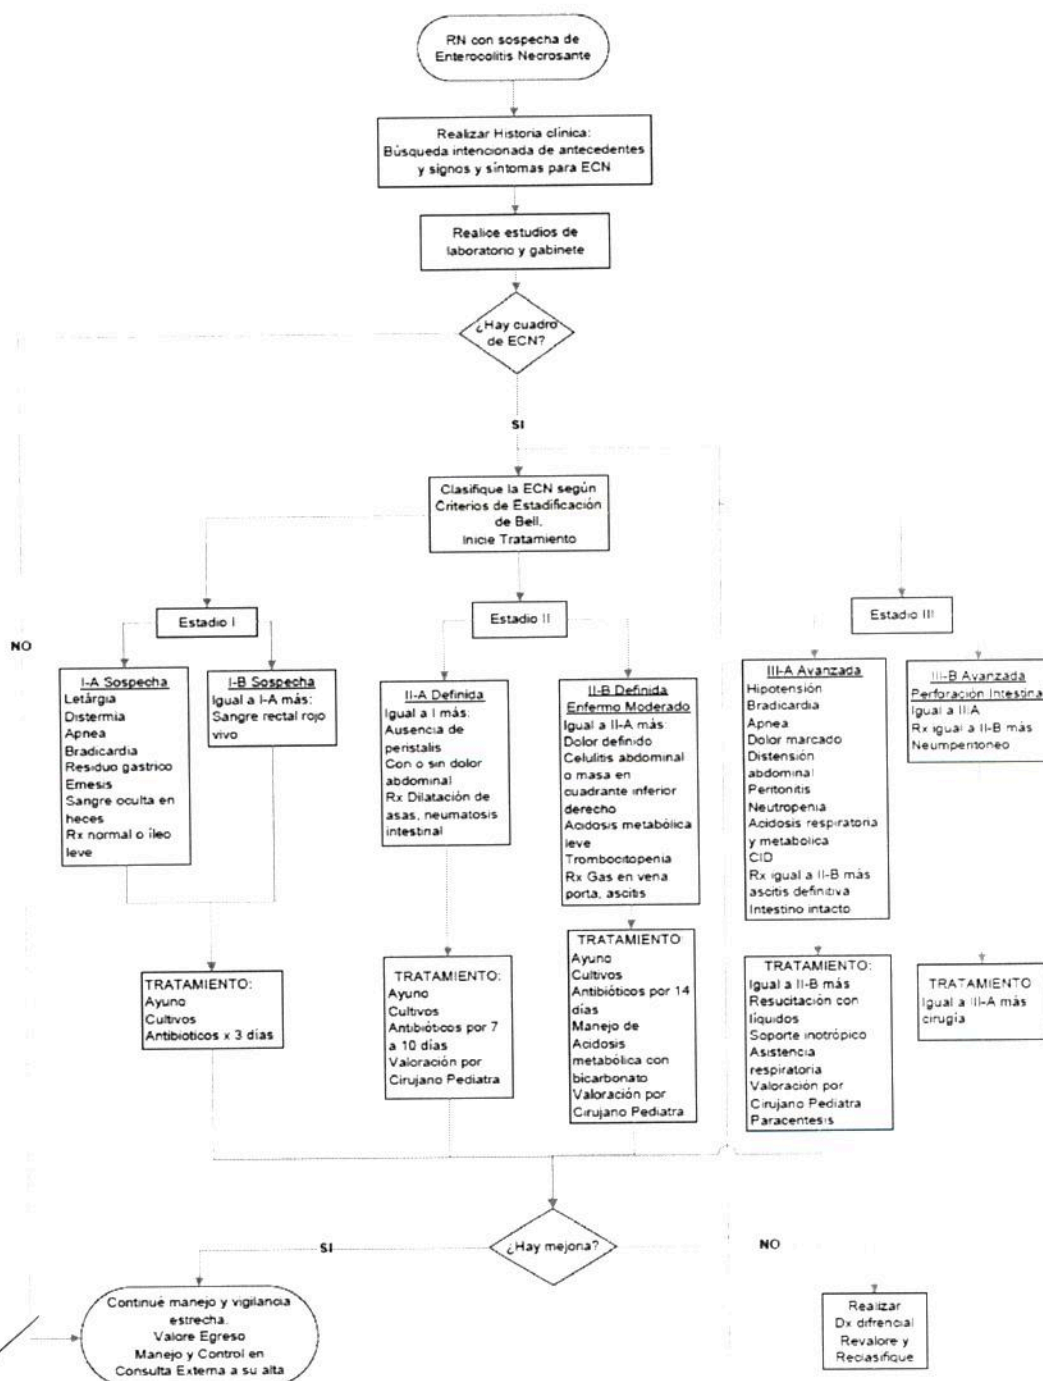 RN con sospecha de
Enterocolitis Necrosante
Realizar Historia clínica:
Búsqueda intencionada de antecedentes
y signos y síntomas para ECN
Realice estudios de
laboratorio y gabinete
¿Hay cuadro
de ECN?
SI
Clasifique la ECN según
Criterios de Estadificación
de Bell,
Inicie Tratamiento
NO
Estadio I
Estadio II
Estadio III
I-A Sospecha
Letárgia
Distermia
Apnea
Bradicardia
Residuo gastrico
Emesis
Sangre oculta en
heces
Rx normal o íleo
leve
I-B Sospecha
Igual a I-A más:
Sangre rectal rojo
vivo
II-A Definida
Igual a I más:
Ausencia de
peristalis
Con o sin dolor
abdominal
Rx Dilatación de
asas, neumatosis
intestinal
II-B Definida
Enfermo Moderado
Igual a II-A más:
Dolor definido
Celulitis abdominal
o masa en
cuadrante inferior
derecho
Acidosis metabólica
leve
Trombocitopenia
Rx Gas en vena
porta, ascitis
III-A Avanzada
Hipotensión
Bradicardia
Apnea
Dolor marcado
Distensión
abdominal
Peritonitis
Neutropenia
Acidosis respiratoria
y metabolica
CID
Rx igual a II-B más
ascitis definitiva
Intestino intacto
III-B Avanzada
Perforación Intestinal
Igual a III:A
Rx igual a II-B más
Neumperitoneo
TRATAMIENTO:
Ayuno
Cultivos
Antibioticos x 3 días
TRATAMIENTO:
Ayuno
Cultivos
Antibióticos por 7
a 10 días
Valoración por
Cirujano Pediatra
TRATAMIENTO
Ayuno
Cultivos
Antibióticos por 14
días
Manejo de
Acidosis
metabólica con
bicarbonato
Valoración por
Cirujano Pediatra
TRATAMIENTO:
Igual a II-B más
Resucitación con
líquidos
Soporte inotrópico
Asistencia
respiratoria
Valoración por
Cirujano Pediatra
Paracentesis
TRATAMIENTO
Igual a III-A más
cirugía
¿Hay mejoria?
SI
NO
Continué manejo y vigilancia
estrecha.
Valore Egreso
Manejo y Control en
Consulta Externa a su alta
Realizar
Dx difrencial
Revalore y
Reclasifique